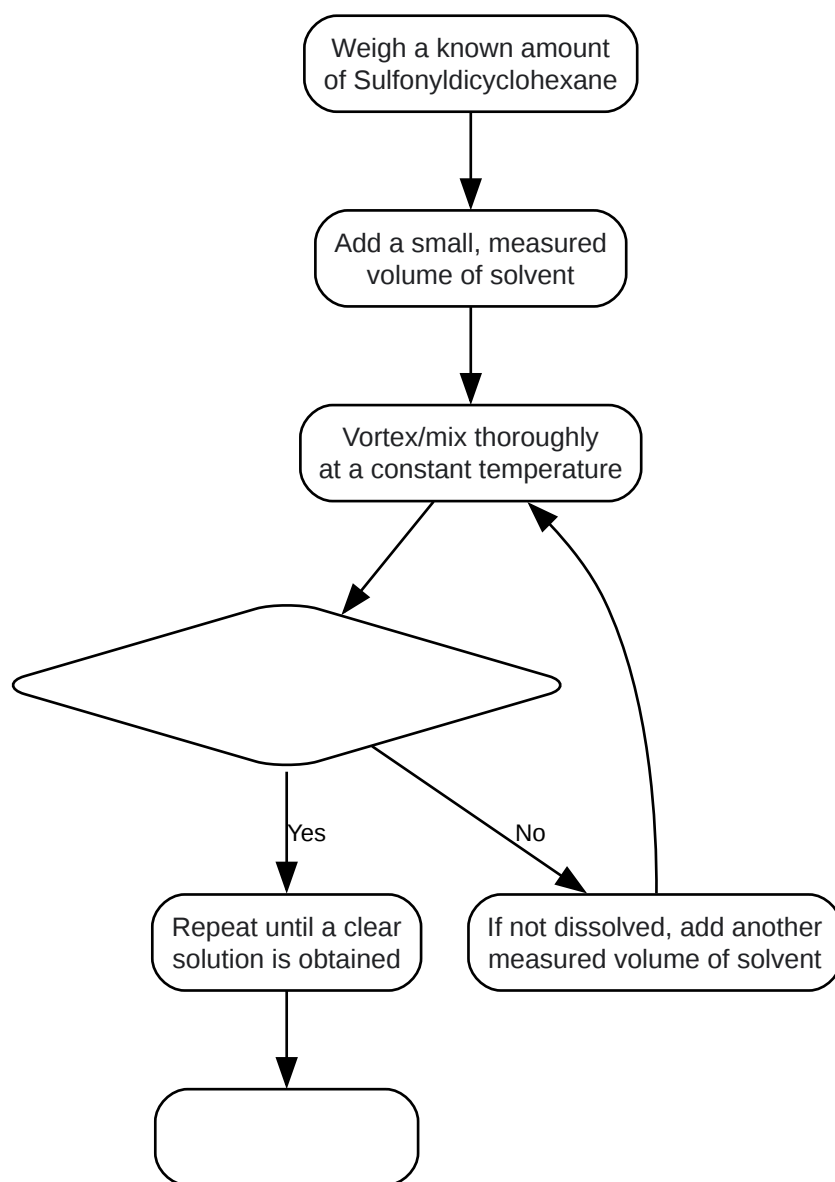 Weigh a known amount
of Sulfonyldicyclohexane
Add a small, measured
volume of solvent
Vortex/mix thoroughly
at a constant temperature
Yes
No
Repeat until a clear
solution is obtained
If not dissolved, add another
measured volume of solvent